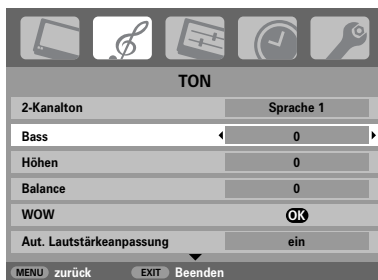 TON
2-Kanalton Sprache 1
Bass 0
Höhen 0
Balance 0
WOW OK
Aut. Lautstärkeanpassung ein
MENU zurück EXIT Beenden